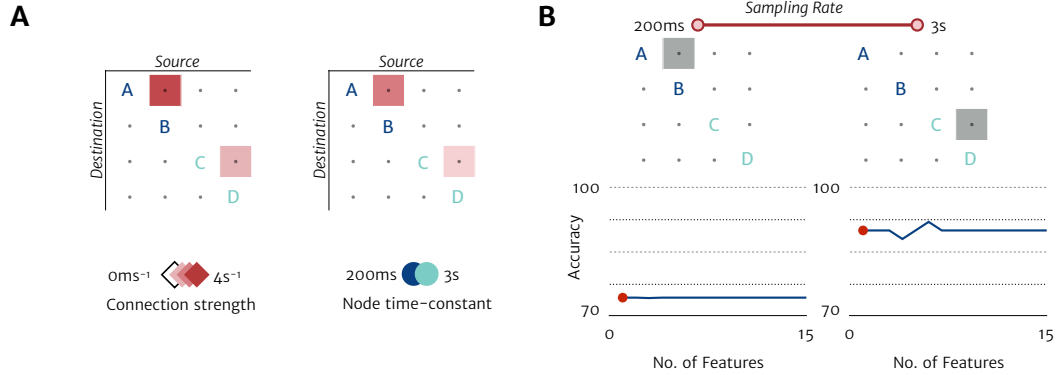 A
Source
Destination
A
B
C
D
Source
Destination
A
B
C
D
0ms⁻¹ 4s⁻¹
Connection strength
200ms 3s
Node time-constant
B
Sampling Rate
200ms 3s
A
B
C
D
A
B
C
D
100
Accuracy
70
0 15
No. of Features
100
70
0 15
No. of Features